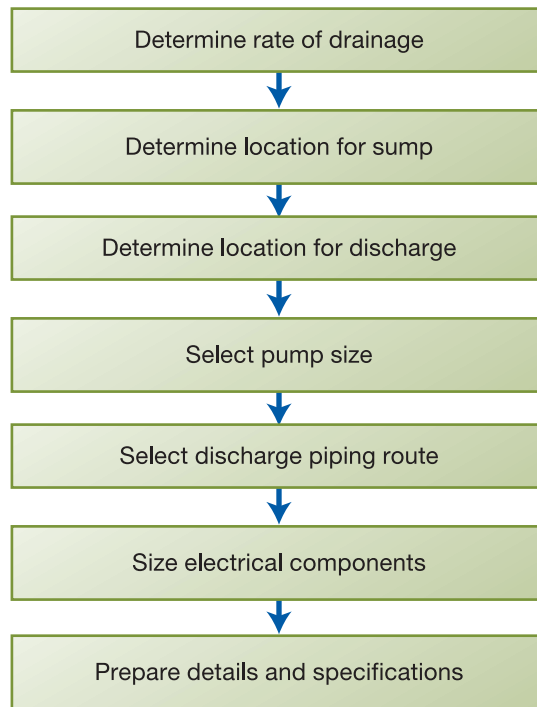 Determine rate of drainage
Determine location for sump
Determine location for discharge
Select pump size
Select discharge piping route
Size electrical components
Prepare details and specifications